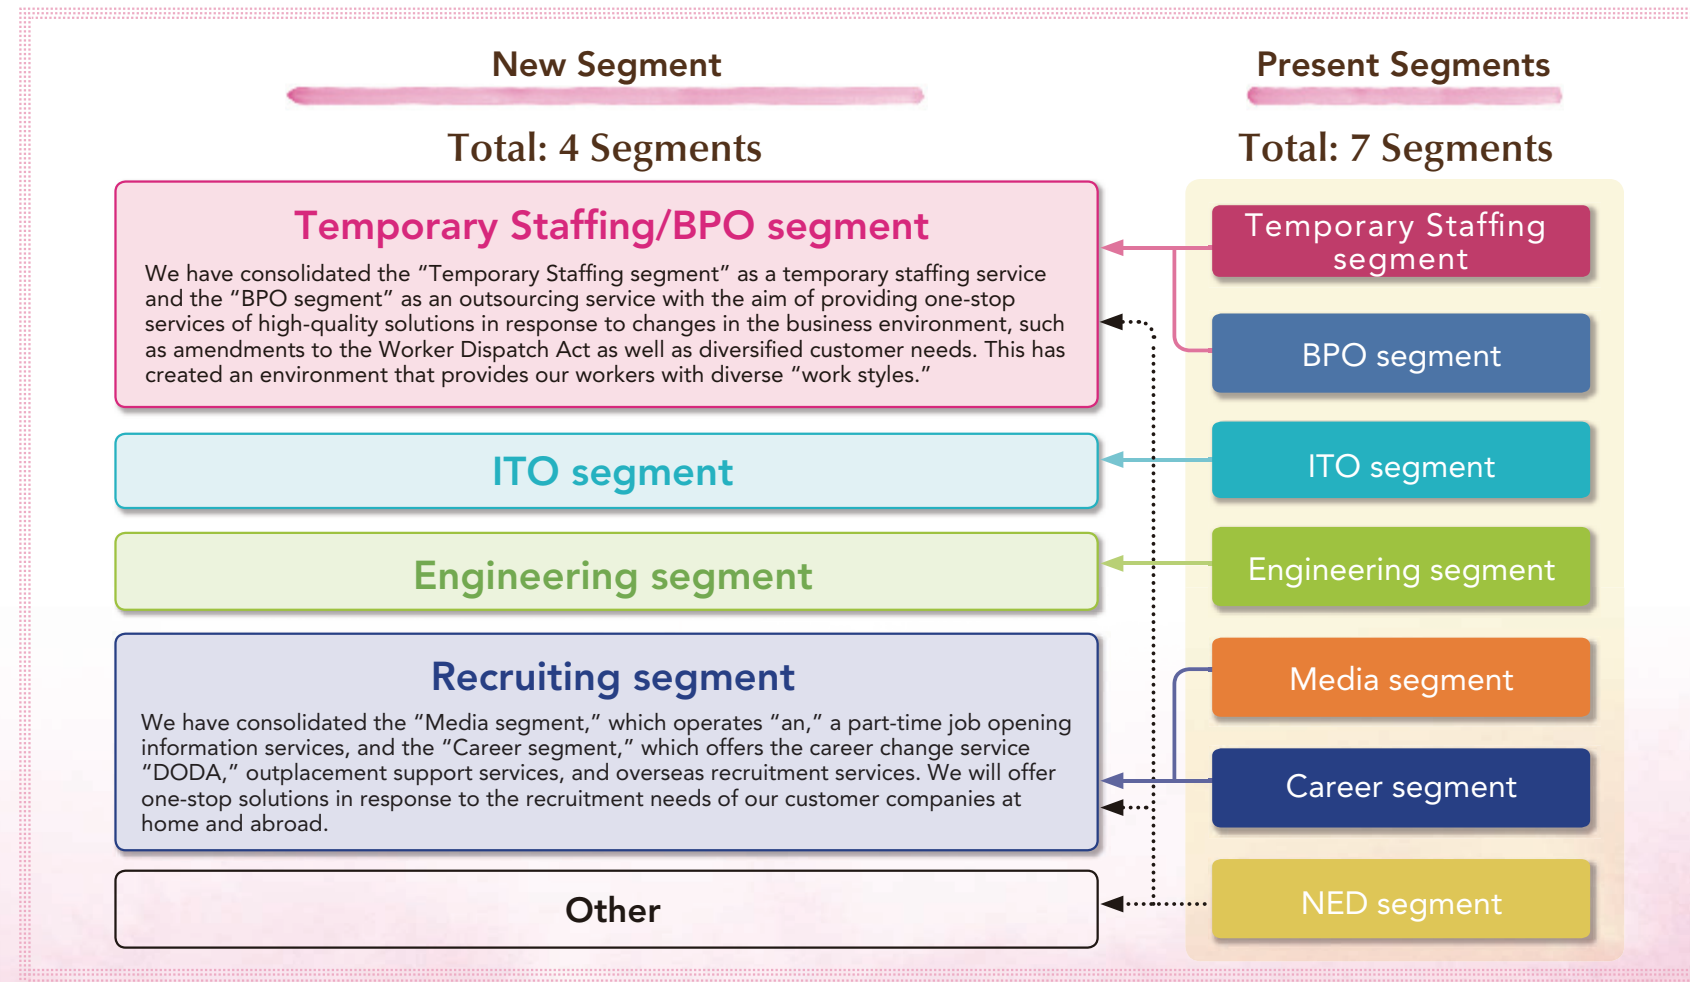 New Segment
Total: 4 Segments
Temporary Staffing/BPO segment
We have consolidated the “Temporary Staffing segment” as a temporary staffing service
and the “BPO segment” as an outsourcing service with the aim of providing one-stop
services of high-quality solutions in response to changes in the business environment, such
as amendments to the Worker Dispatch Act as well as diversified customer needs. This has
created an environment that provides our workers with diverse “work styles.”
ITO segment
Engineering segment
Recruiting segment
We have consolidated the “Media segment,” which operates “an,” a part-time job opening
information services, and the “Career segment,” which offers the career change service
“DODA,” outplacement support services, and overseas recruitment services. We will offer
one-stop solutions in response to the recruitment needs of our customer companies at
home and abroad.
Other
Present Segments
Total: 7 Segments
Temporary Staffing
segment
BPO segment
ITO segment
Engineering segment
Media segment
Career segment
NED segment